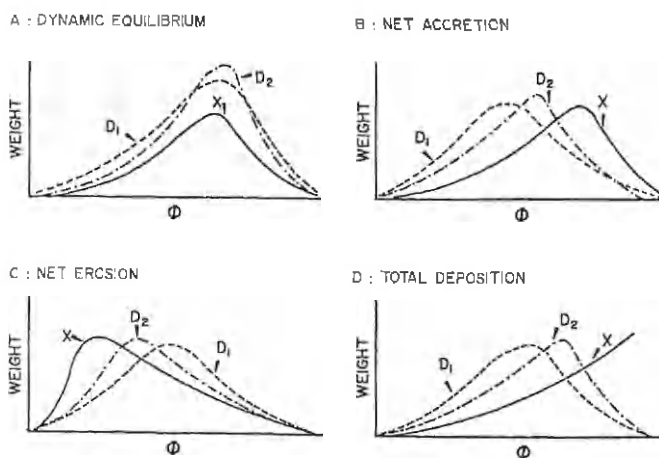 A : DYNAMIC EQUILIBRIUM
WEIGHT
D1
D2
X1
Φ
B : NET ACCRETION
WEIGHT
D1
D2
X
Φ
C : NET EROSION
WEIGHT
X
D2
D1
Φ
D : TOTAL DEPOSITION
WEIGHT
D1
D2
X
Φ